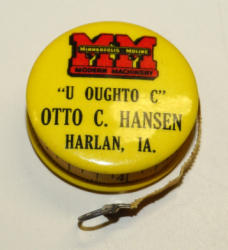 MM
MINNEAPOLIS MOLINE
MODERN MACHINERY
"U OUGHTO C"
OTTO C. HANSEN
HARLAN, IA.